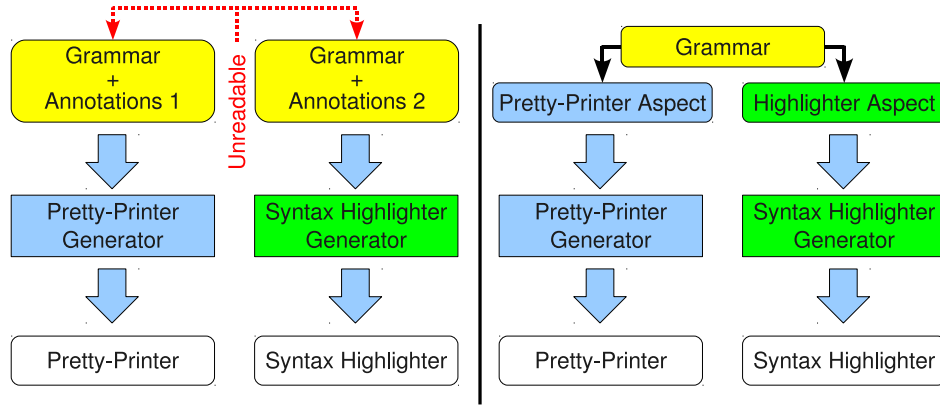 Grammar
+
Annotations 1
Unreadable
Grammar
+
Annotations 2
Pretty-Printer
Generator
Syntax Highlighter
Generator
Pretty-Printer
Syntax Highlighter
Grammar
Pretty-Printer Aspect
Highlighter Aspect
Pretty-Printer
Generator
Syntax Highlighter
Generator
Pretty-Printer
Syntax Highlighter